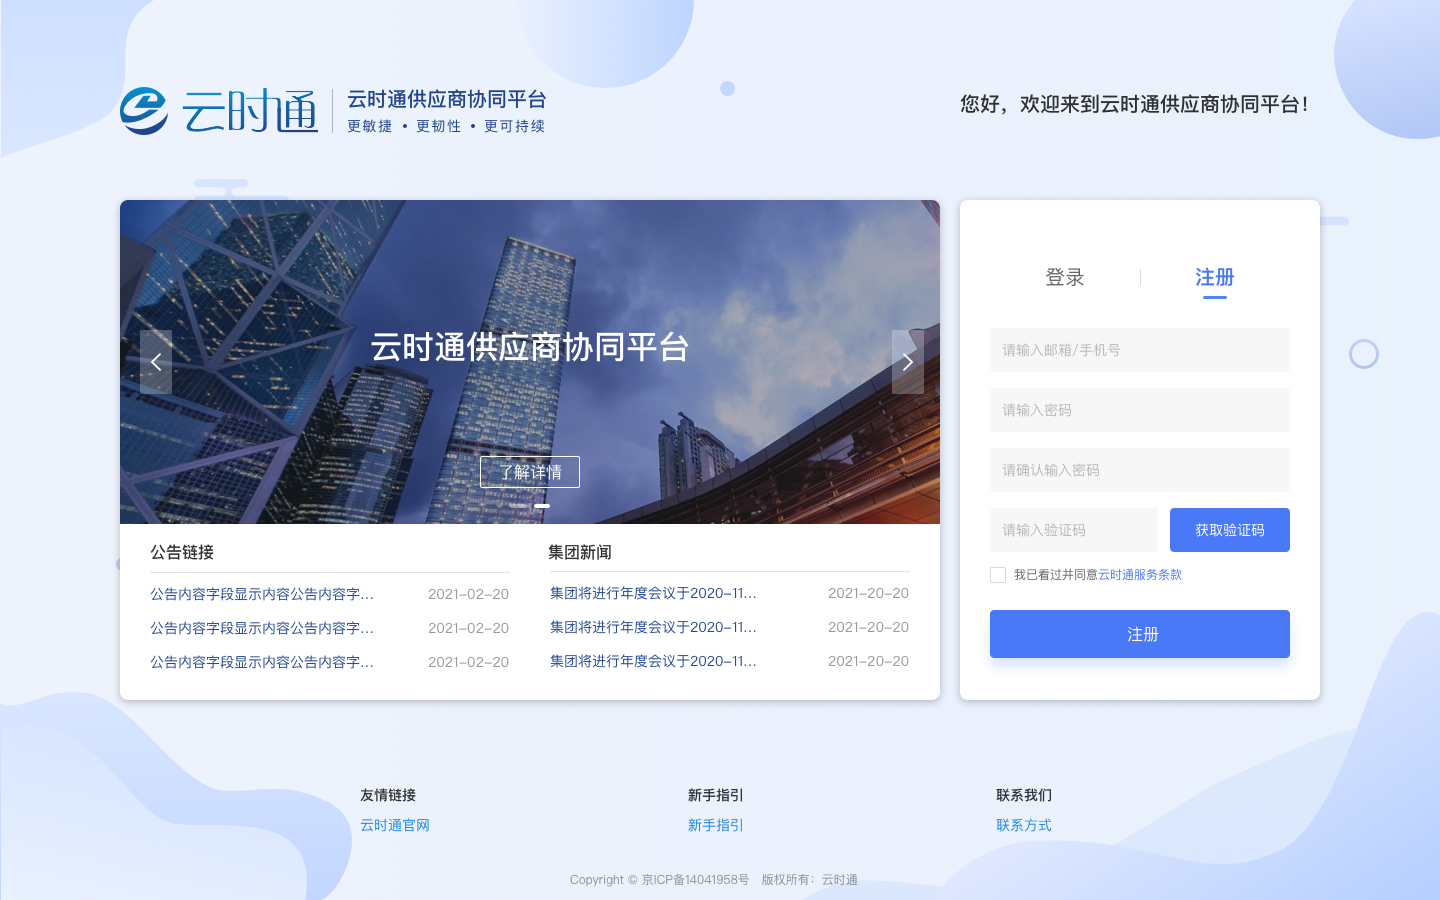 云时通
云时通供应商协同平台
更敏捷 • 更韧性 • 更可持续
您好，欢迎来到云时通供应商协同平台！
云时通供应商协同平台
了解详情
公告链接
公告内容字段显示内容公告内容字... 2021-02-20
公告内容字段显示内容公告内容字... 2021-02-20
公告内容字段显示内容公告内容字... 2021-02-20
集团新闻
集团将进行年度会议于2020-11... 2021-20-20
集团将进行年度会议于2020-11... 2021-20-20
集团将进行年度会议于2020-11... 2021-20-20
登录
注册
请输入邮箱/手机号
请输入密码
请确认输入密码
请输入验证码
获取验证码
我已看过并同意云时通服务条款
注册
友情链接
云时通官网
新手指引
新手指引
联系我们
联系方式
Copyright © 京ICP备14041958号 版权所有：云时通